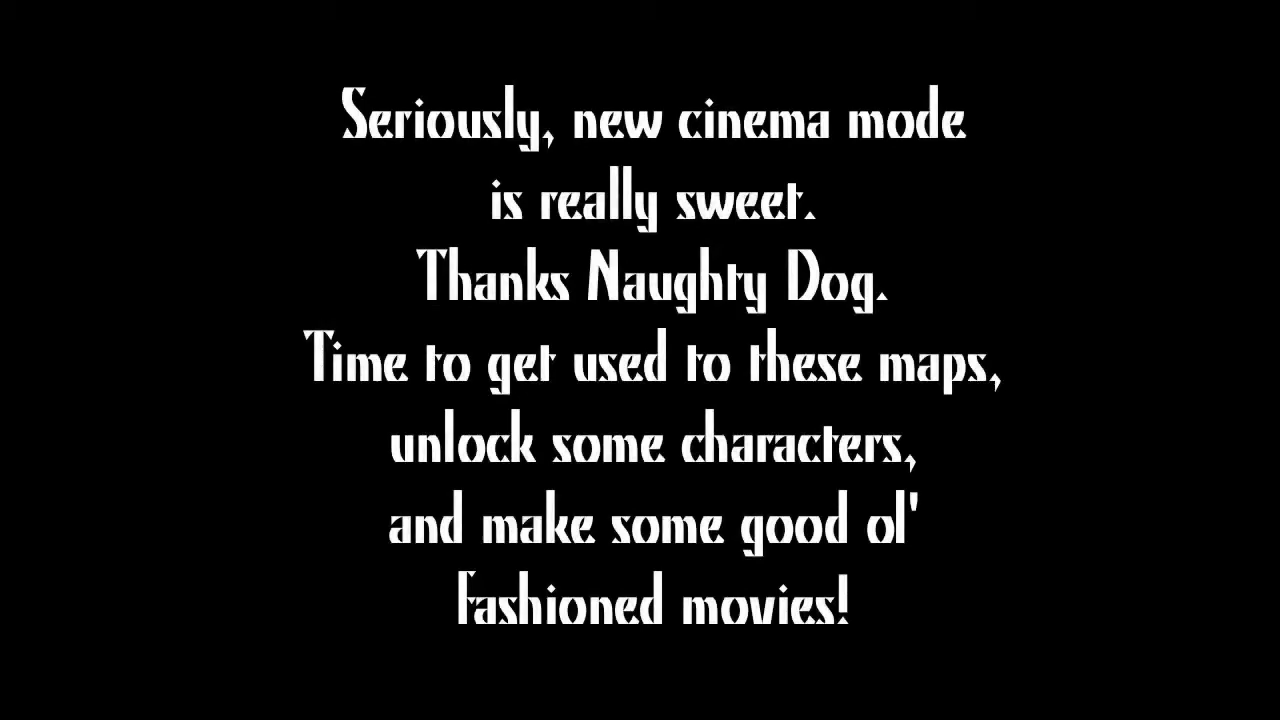 Seriously, new cinema mode
is really sweet.
Thanks Naughty Dog.
Time to get used to these maps,
unlock some characters,
and make some good ol'
fashioned movies!